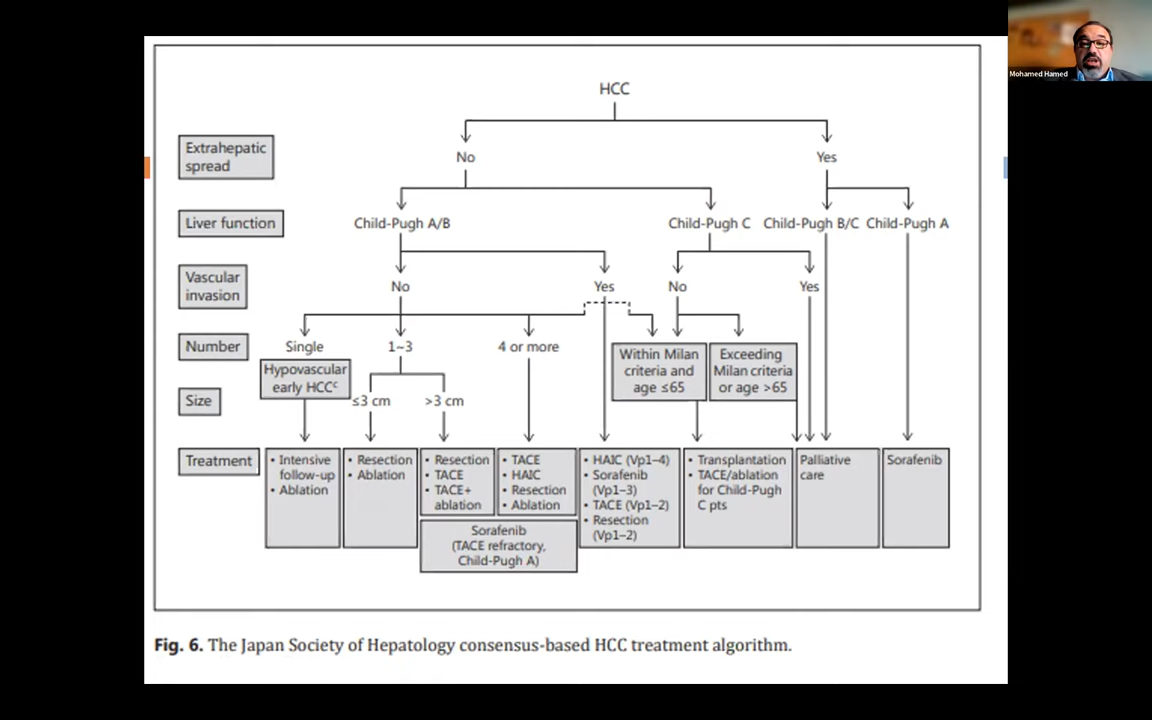 Mohamed Hamed
HCC
Extrahepatic
spread
No
Yes
Liver function
Child-Pugh A/B
Child-Pugh C
Child-Pugh B/C
Child-Pugh A
Vascular
invasion
No
Yes
No
Yes
Number
Single
1~3
4 or more
Hypovascular
early HCCᶜ
Within Milan
criteria and
age ≤65
Exceeding
Milan criteria
or age >65
Size
≤3 cm
>3 cm
Treatment
• Intensive
follow-up
• Ablation
• Resection
• Ablation
• Resection
• TACE
• TACE+
ablation
• TACE
• HAIC
• Resection
• Ablation
Sorafenib
(TACE refractory,
Child-Pugh A)
• HAIC (Vp1–4)
• Sorafenib
(Vp1–3)
• TACE (Vp1–2)
• Resection
(Vp1–2)
• Transplantation
• TACE/ablation
for Child-Pugh
C pts
Palliative
care
Sorafenib
Fig. 6. The Japan Society of Hepatology consensus-based HCC treatment algorithm.